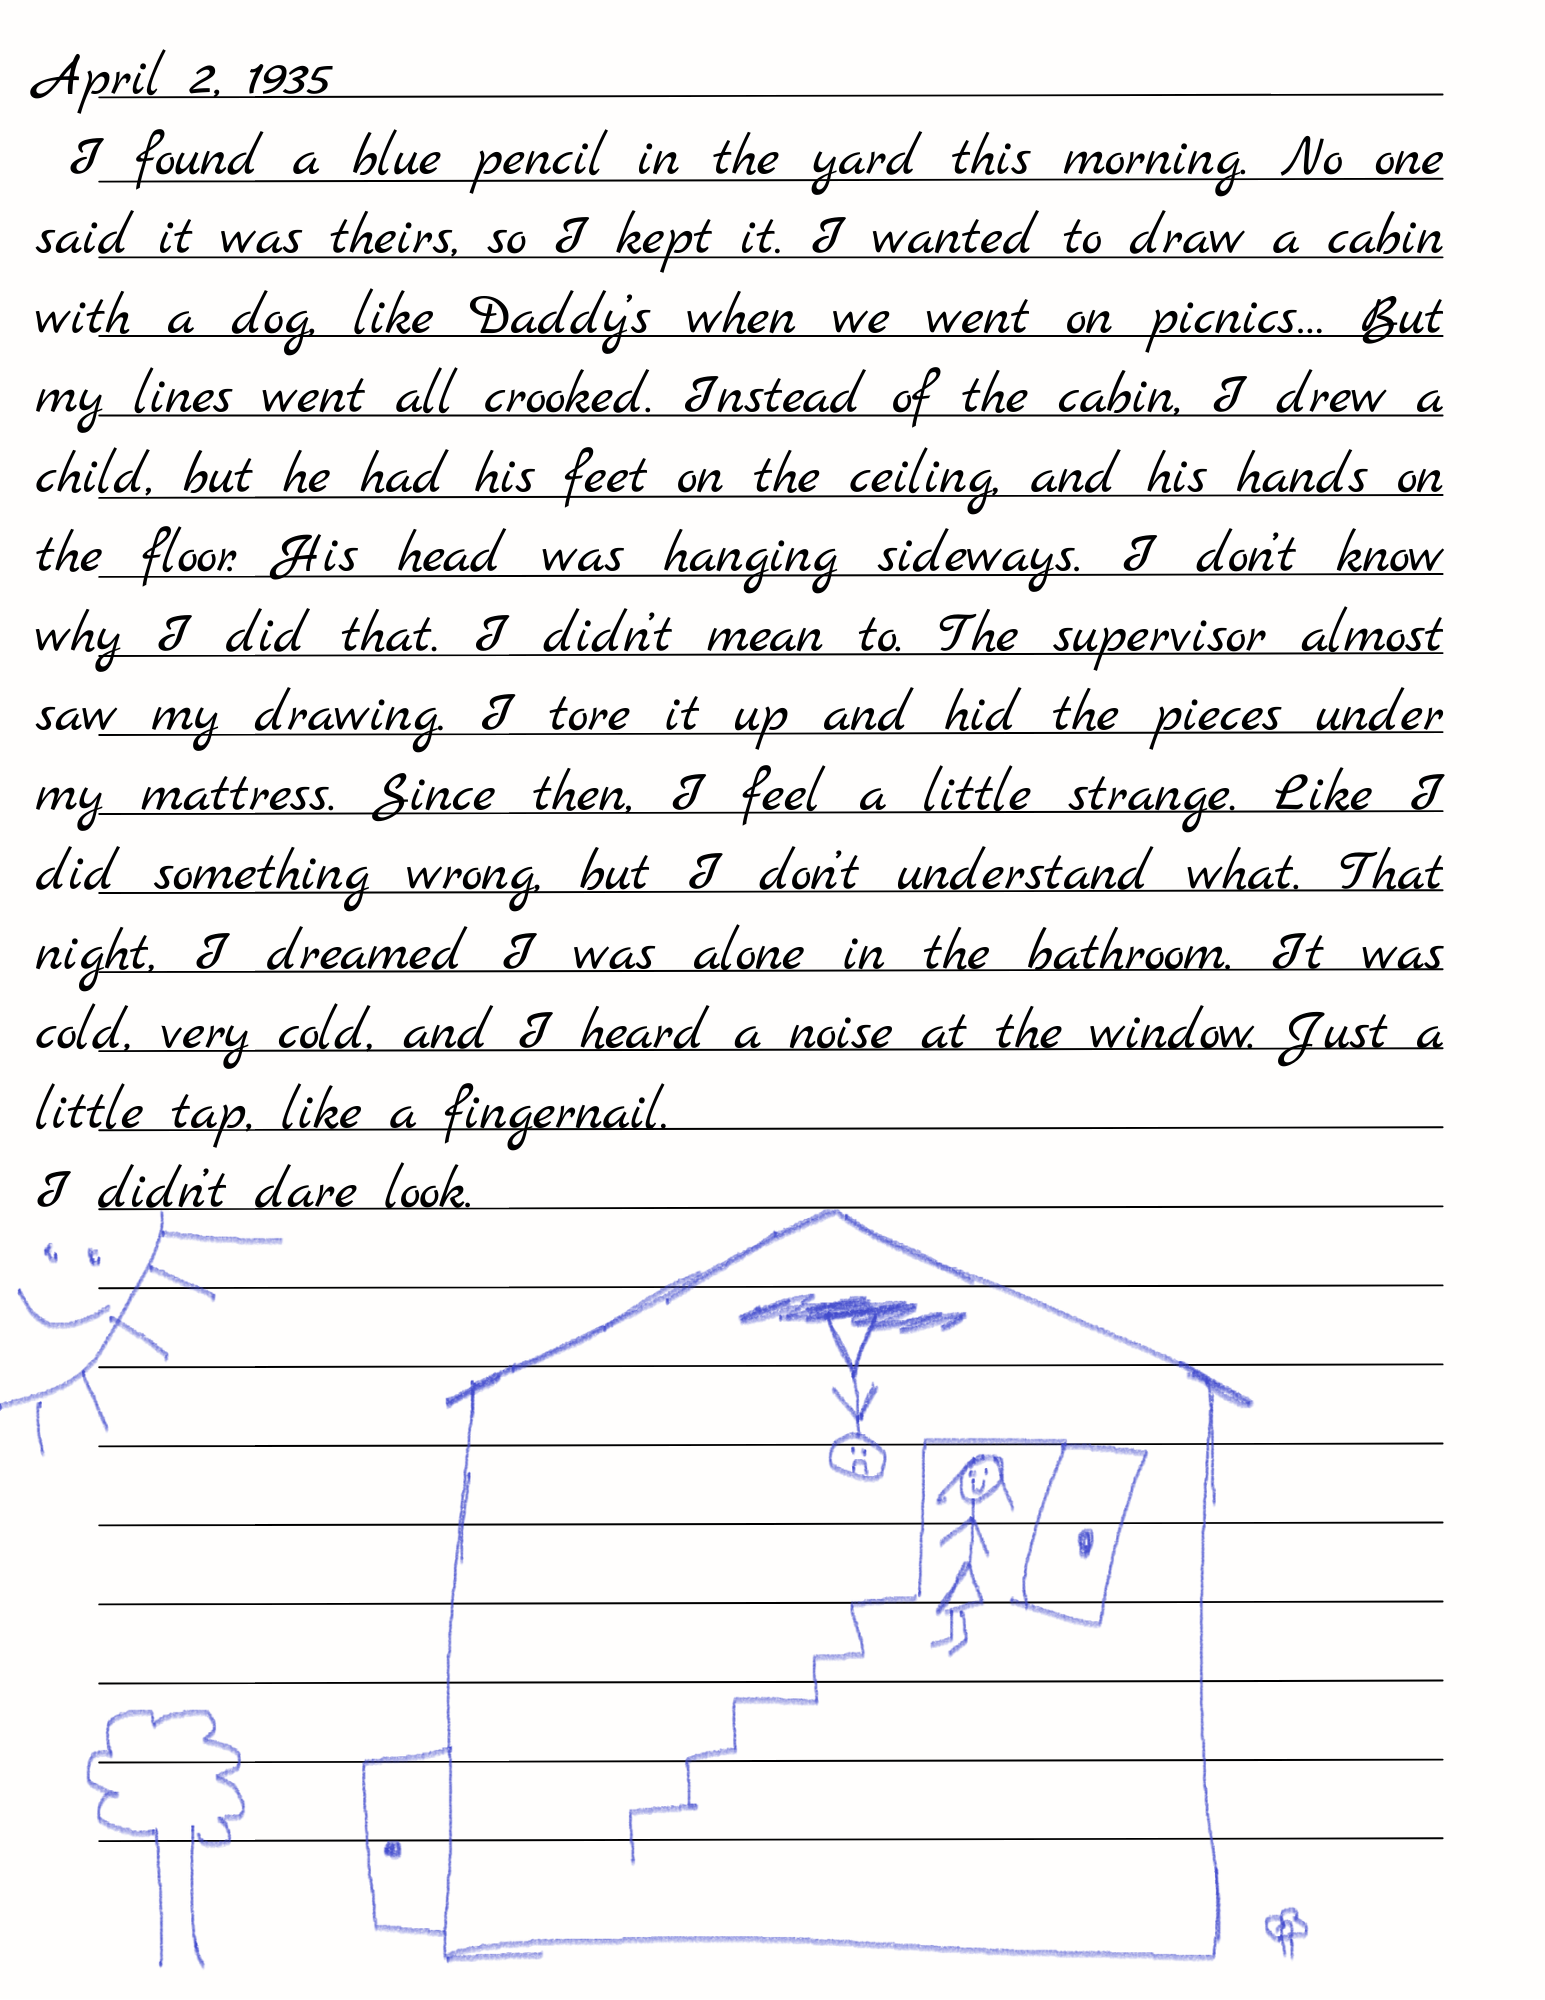 April 2, 1935
I found a blue pencil in the yard this morning. No one
said it was theirs, so I kept it. I wanted to draw a cabin
with a dog, like Daddy's when we went on picnics... But
my lines went all crooked. Instead of the cabin, I drew a
child, but he had his feet on the ceiling, and his hands on
the floor. His head was hanging sideways. I don't know
why I did that. I didn't mean to. The supervisor almost
saw my drawing. I tore it up and hid the pieces under
my mattress. Since then, I feel a little strange. Like I
did something wrong, but I don't understand what. That
night, I dreamed I was alone in the bathroom. It was
cold, very cold, and I heard a noise at the window. Just a
little tap, like a fingernail.
I didn't dare look.